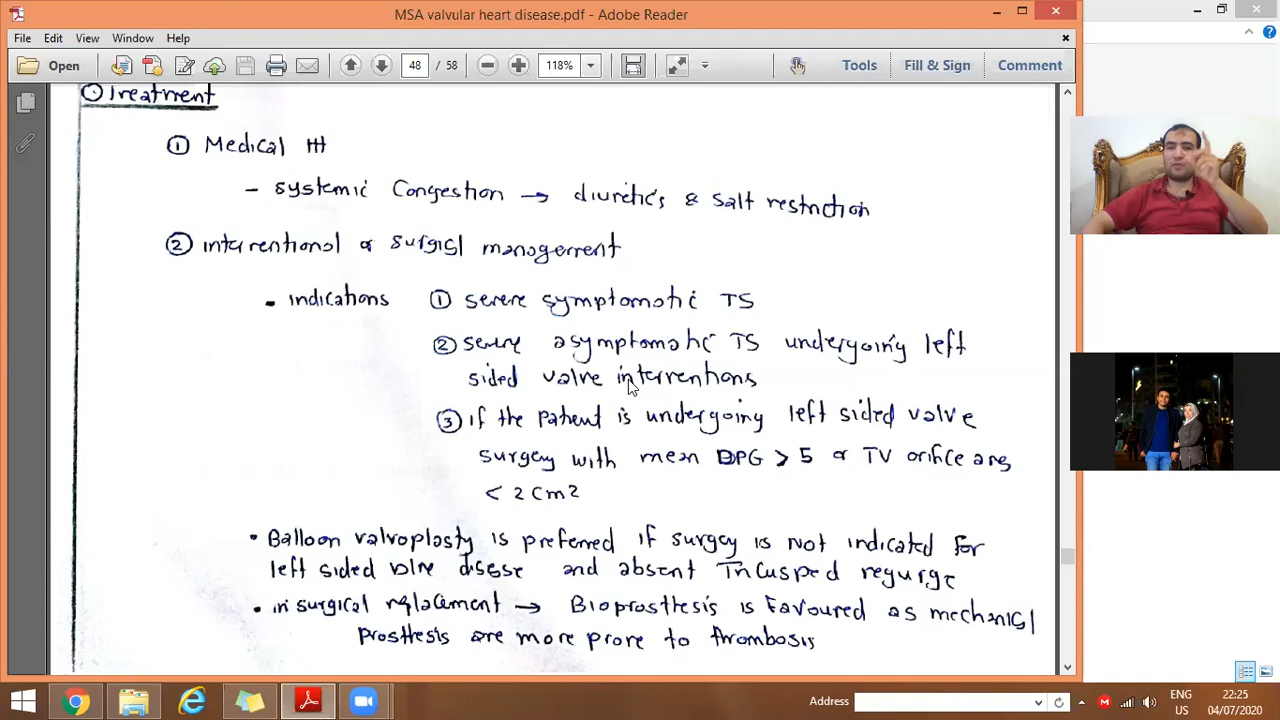 MSA valvular heart disease.pdf - Adobe Reader
File Edit View Window Help
Open 48 / 58 118% Tools Fill & Sign Comment
Treatment
① Medical ttt
- systemic Congestion → diuretics & salt restriction
② interventional or surgical management
• indications ① severe symptomatic TS
② severe asymptomatic TS undergoing left
sided valve interventions
③ if the patient is undergoing left sided valve
surgery with mean DPG > 5 or TV orifice area
< 2 cm2
• Balloon valvoplasty is preferred if surgey is not indicated for
left sided valve disease and absent Tricuspid regurge
• in surgical replacement → Bioprosthesis is Favoured as mechanical
prosthesis are more prone to thrombosis
Address
ENG
US
22:25
04/07/2020